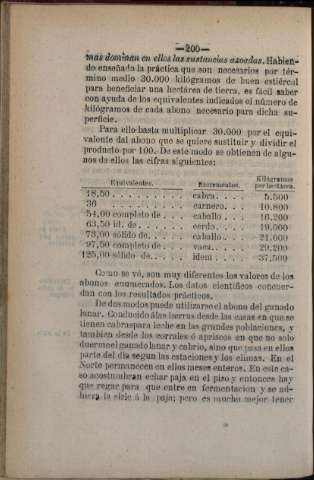 —200—
mas dominan en ellos las sustancias azoadas. Habien-
do enseñado la práctica que son necesarios por tér-
mino medio 30.000 kilógramos de buen estiércol
para beneficiar una hectárea de tierra, es fácil saber
con ayuda de los equivalentes indicados el número de
kilógramos de cada abono necesario para dicha su-
perficie.
Para ello basta multiplicar 30.000 por el equi-
valente del abono que se quiere sustituir y dividir el
producto por 100. De este modo se obtienen de algu-
nos de ellos las cifras siguientes:
Equivalentes. Excrementos. Kilógramos por hectárea.
18,50 . . . . . . . . . cabra. . . . 5.500
36 . . . . . . . . . carnero. . . 10.800
54,00 completo de . . . caballo . . . 16.200
63,50 id. de . . . . . . cerdo. . . . 19.050
73,00 sólido de. . . . . caballo . . . 21.900
97,50 completo de . . . vaca. . . . 29.200
125,00 sólido de. . . . . idem . . . . 37.500
Como se vé, son muy diferentes los valores de los
abonos enumerados. Los datos científicos concuer-
dan con los resultados prácticos.
De dos modos puede utilizarse el abono del ganado
lanar. Conducido á las tierras desde las casas en que se
tienen cabras para leche en las grandes poblaciones, y
tambien desde los corrales ó apriscos en que no solo
duerme el ganado lanar y cabrío, sino que pasa en ellos
parte del dia segun las estaciones y los climas. En el
Norte permanecen en ellos meses enteros. En este ca-
so acostumbran echar paja en el piso y entonces hay
que regar para que entre en fermentacion y se ad-
hiera la sirle á la paja; pero es mucho mejor tener